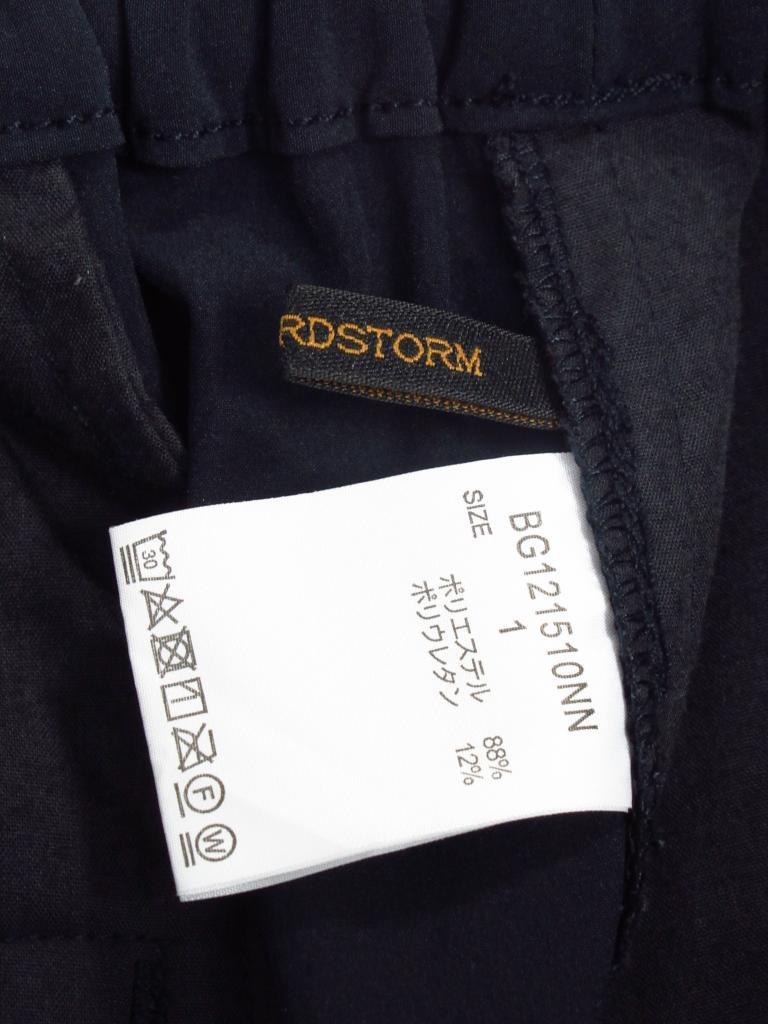 RDSTORM
BG121510NN
SIZE 1
ポリエステル 88%
ポリウレタン 12%
30
F
W